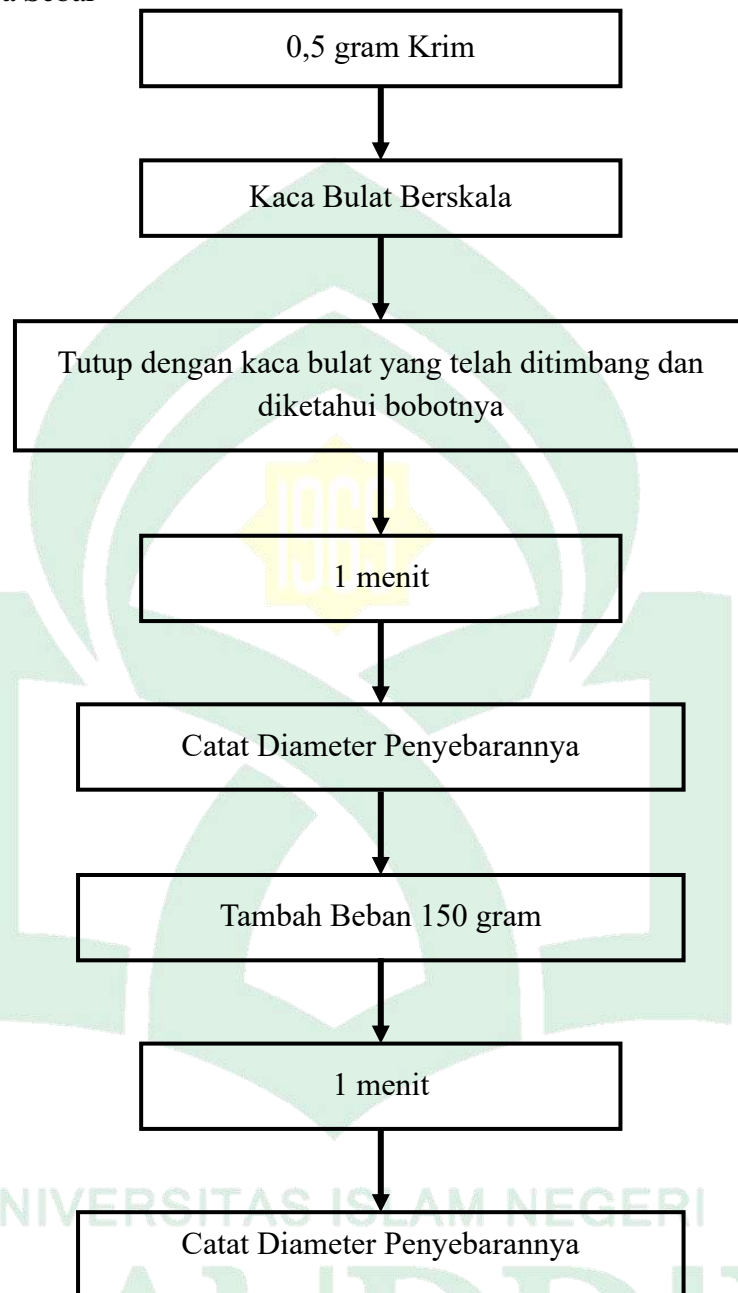 0,5 gram Krim
Kaca Bulat Berskala
Tutup dengan kaca bulat yang telah ditimbang dan
diketahui bobotnya
1965
1 menit
Catat Diameter Penyebarannya
Tambah Beban 150 gram
1 menit
NIVERSITAS ISLAM NEGERI
Catat Diameter Penyebarannya